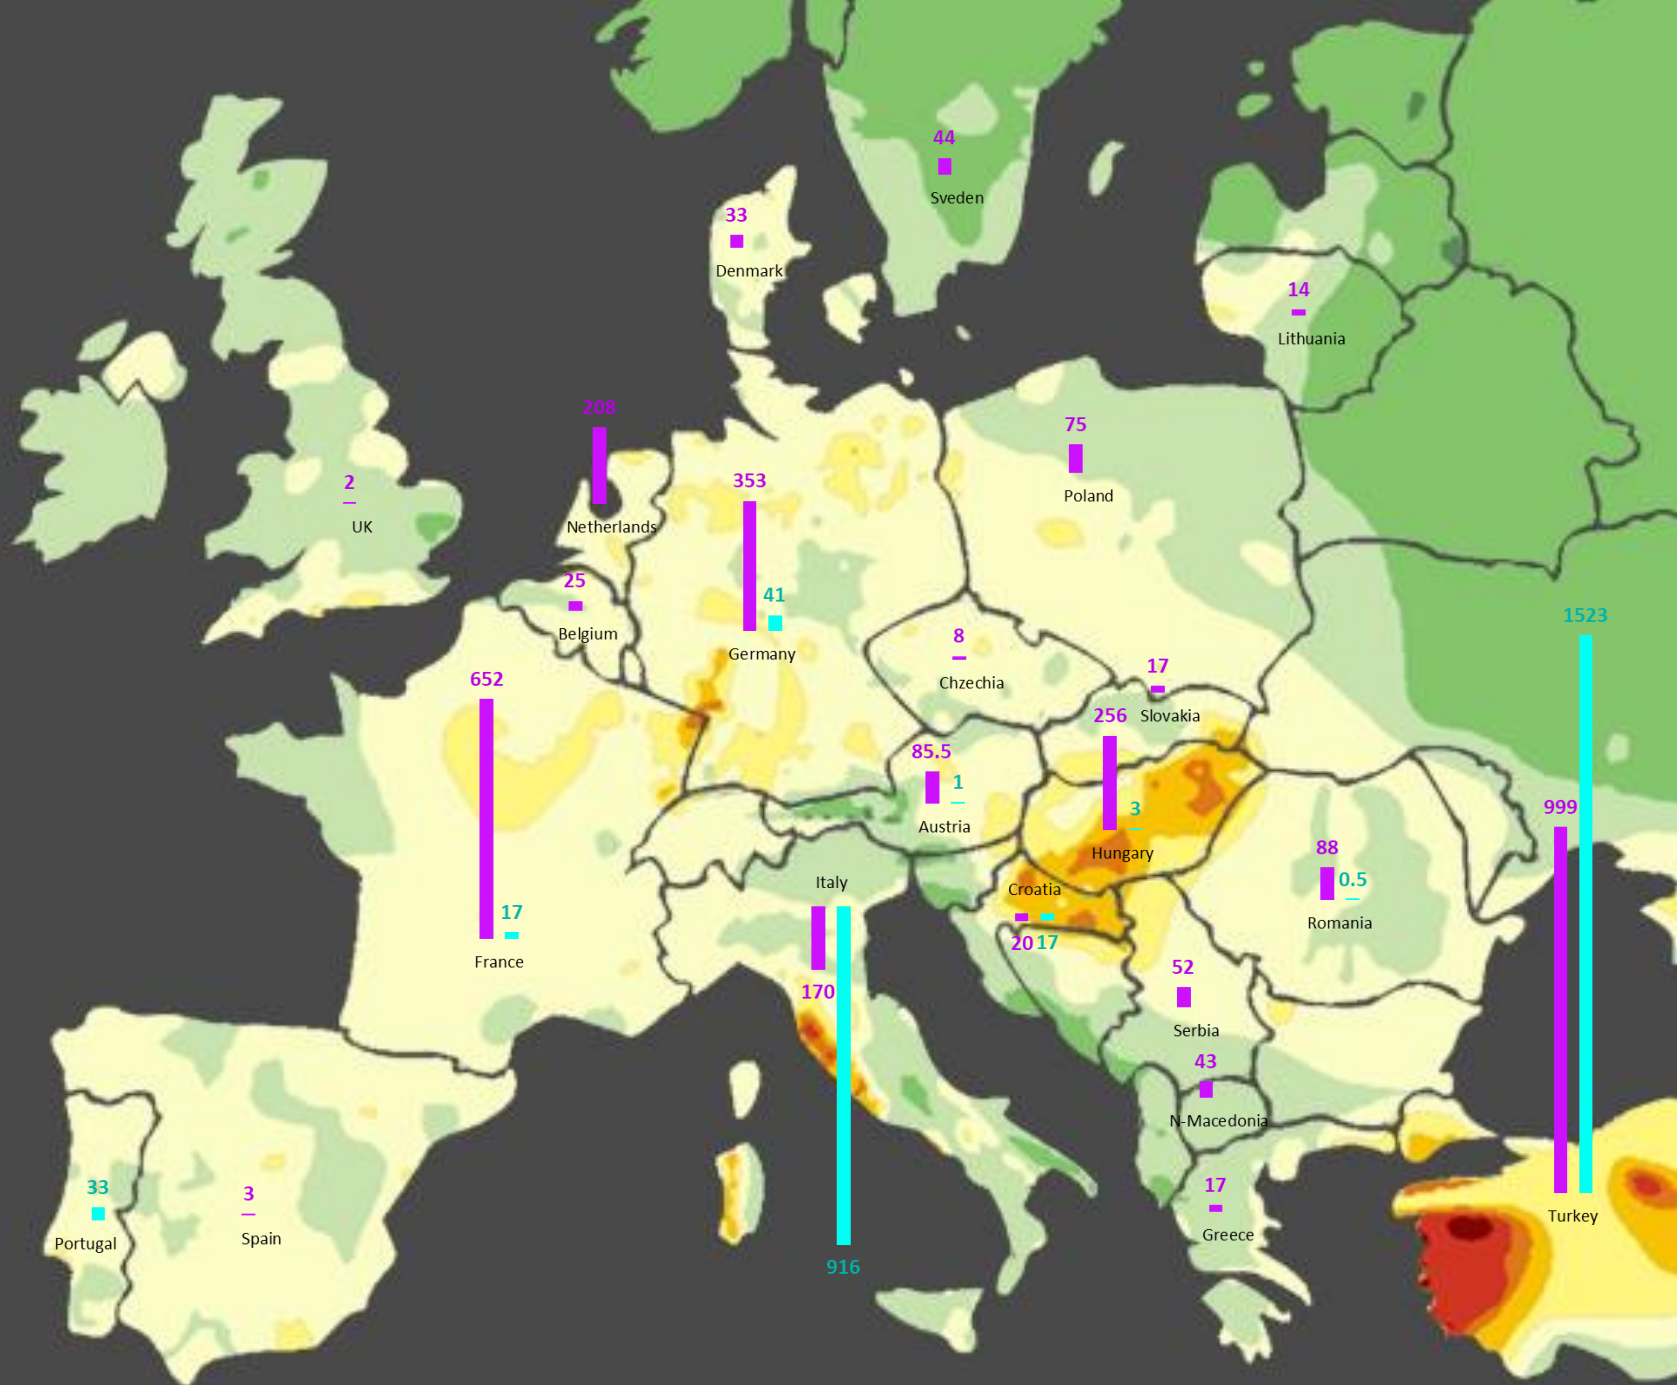 44
Sveden
33
Denmark
14
Lithuania
208
Netherlands
75
Poland
353
41
Germany
2
UK
25
Belgium
8
Chzechia
17
Slovakia
652
17
France
256
3
Hungary
85.5
1
Austria
1523
999
Turkey
88
0.5
Romania
Italy
170
916
Croatia
20 17
52
Serbia
43
N-Macedonia
17
Greece
33
Portugal
3
Spain